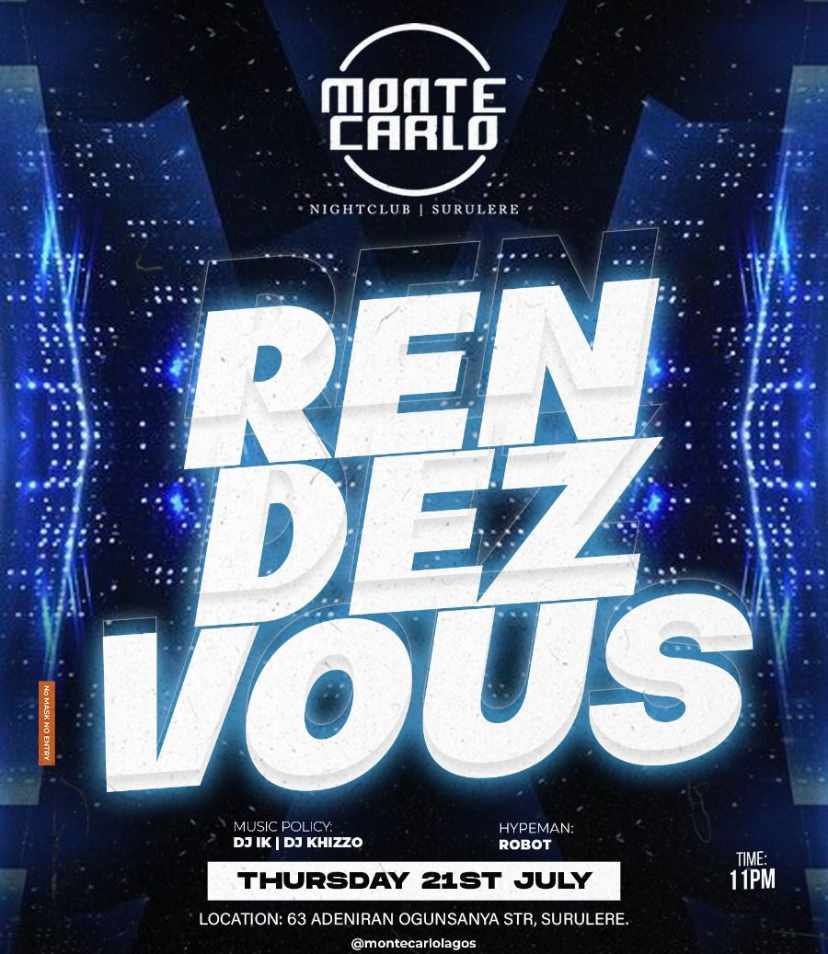 MONTE
CARLO
NIGHTCLUB | SURULERE
REN
DEZ
VOUS
No MASK NO ENTRY
MUSIC POLICY:
DJ IK | DJ KHIZZO
HYPEMAN:
ROBOT
THURSDAY 21ST JULY
TIME:
11PM
LOCATION: 63 ADENIRAN OGUNSANYA STR, SURULERE.
@montecarlolagos